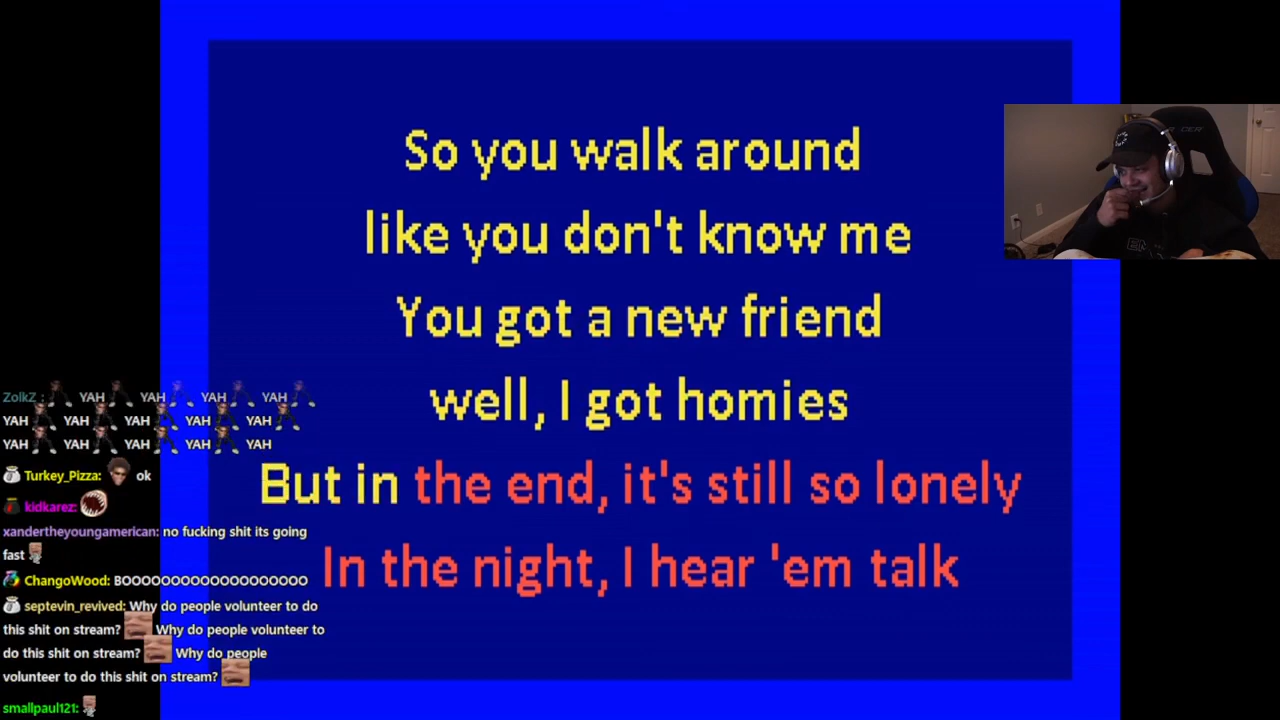 So you walk around
like you don't know me
You got a new friend
well, I got homies
But in the end, it's still so lonely
In the night, I hear 'em talk
ZolkZ : YAH YAH YAH YAH
YAH YAH YAH YAH YAH
YAH YAH YAH YAH YAH
Turkey_Pizza: ok
kidkarez:
xandertheyoungamerican: no fucking shit its going
fast
ChangoWood: BOOOOOOOOOOOOOOOOOOO
septevin_revived: Why do people volunteer to do
this shit on stream? Why do people volunteer to
do this shit on stream? Why do people
volunteer to do this shit on stream?
smallpaul121: